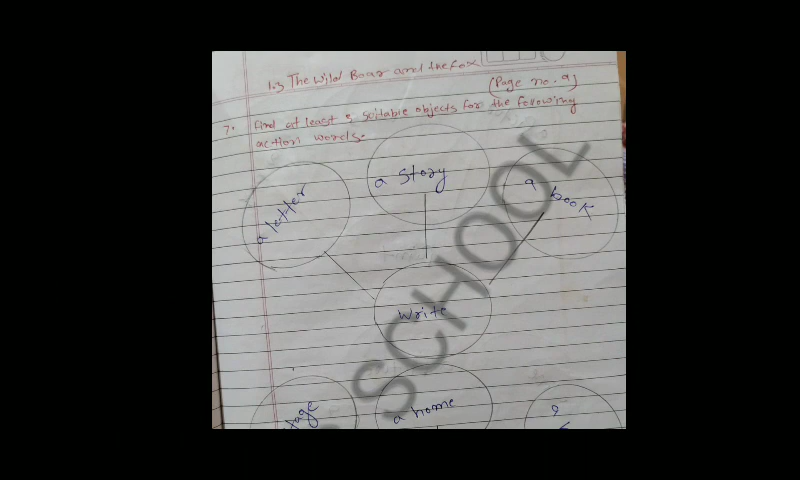 1.3 The Wild Boar and the fox
(Page no. 9)
7. Find at least 5 suitable objects for the following
action words.
a story
a letter
a book
Write
SCHOOL
a home